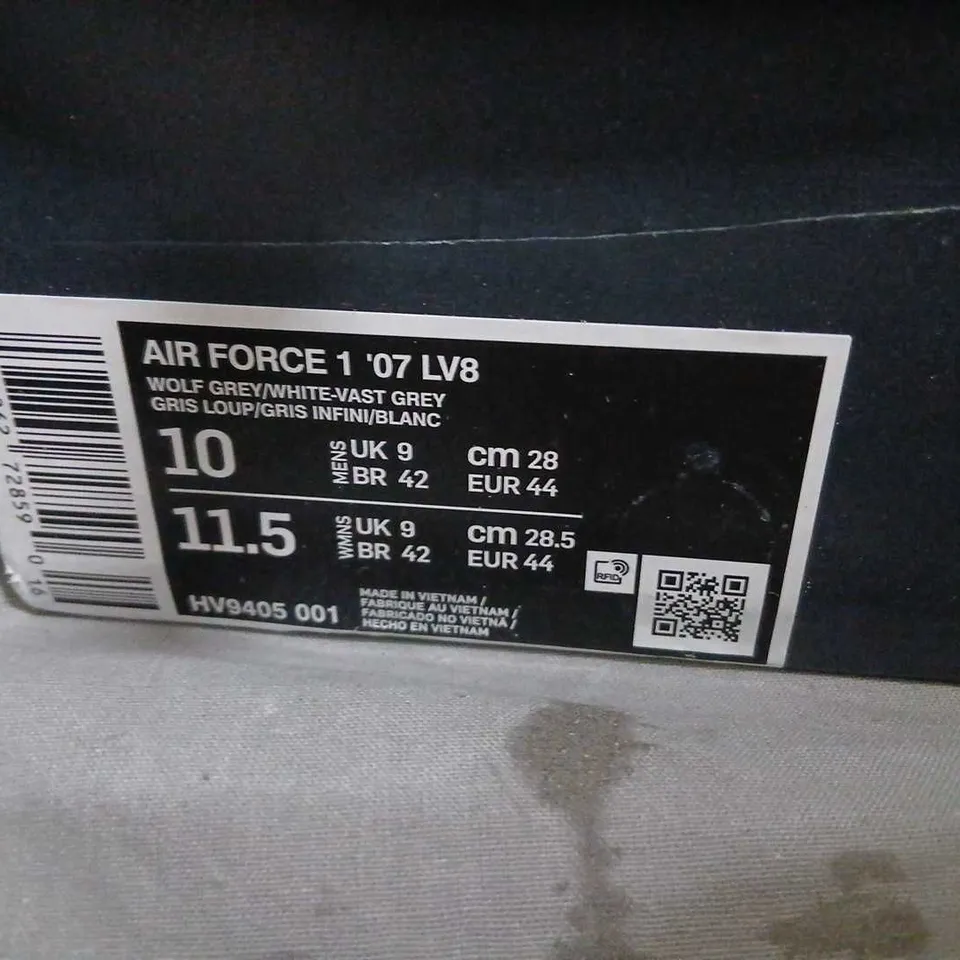 AIR FORCE 1 '07 LV8
WOLF GREY/WHITE-VAST GREY
GRIS LOUP/GRIS INFINI/BLANC
10 MENS UK 9 cm 28
BR 42 EUR 44
11.5 WMNS UK 9 cm 28.5
BR 42 EUR 44
HV9405 001
MADE IN VIETNAM /
FABRIQUE AU VIETNAM /
FABRICADO NO VIETNÃ /
HECHO EN VIETNAM
RFID
72859 016